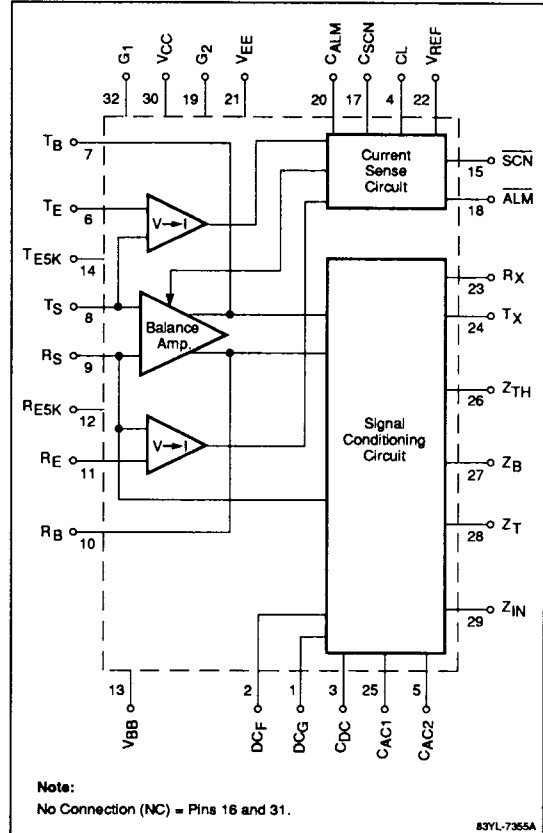 G1 VCC G2 VEE CALM CSCN CL VREF
32 30 19 21 20 17 4 22
TB
7
Current
Sense
Circuit
SCN
15
ALM
18
TE
6
V→I
TE5K
14
RX
23
TS
8
Balance
Amp.
TX
24
RS
9
ZTH
26
RE5K
12
Signal
Conditioning
Circuit
V→I
RE
11
ZB
27
RB
10
ZT
28
ZIN
29
13 2 1 3 25 5
VBB DCF DCG CDC CAC1 CAC2
Note:
No Connection (NC) = Pins 16 and 31.
83YL-7355A